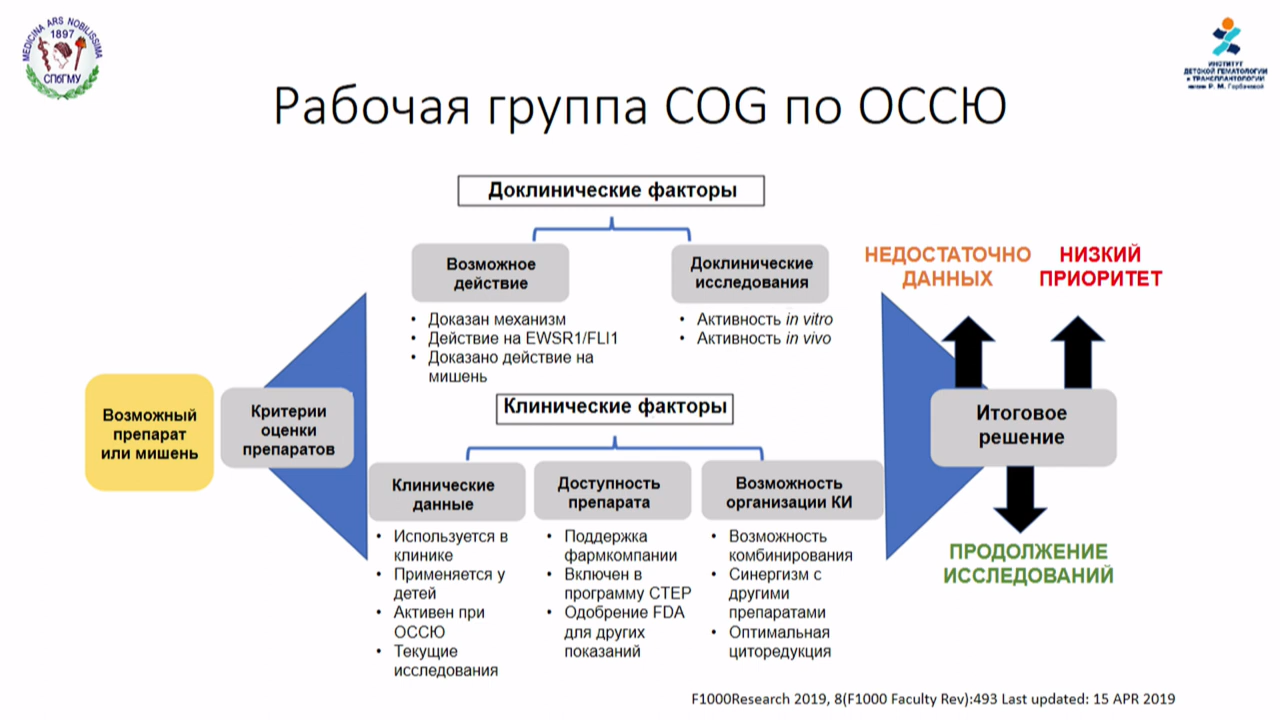 MEDICINA ARS NOBILISSIMA
1897
СПбГМУ
ИНСТИТУТ
ДЕТСКОЙ ГЕМАТОЛОГИИ
и ТРАНСПЛАНТОЛОГИИ
имени Р. М. Горбачевой
Рабочая группа COG по ОССЮ
Доклинические факторы
Возможное
действие
Доклинические
исследования
• Доказан механизм
• Действие на EWSR1/FLI1
• Доказано действие на
мишень
• Активность in vitro
• Активность in vivo
НЕДОСТАТОЧНО
ДАННЫХ
НИЗКИЙ
ПРИОРИТЕТ
Возможный
препарат
или мишень
Критерии
оценки
препаратов
Клинические факторы
Итоговое
решение
Клинические
данные
Доступность
препарата
Возможность
организации КИ
• Используется в
клинике
• Применяется у
детей
• Активен при
ОССЮ
• Текущие
исследования
• Поддержка
фармкомпании
• Включен в
программу CTEP
• Одобрение FDA
для других
показаний
• Возможность
комбинирования
• Синергизм с
другими
препаратами
• Оптимальная
циторедукция
ПРОДОЛЖЕНИЕ
ИССЛЕДОВАНИЙ
F1000Research 2019, 8(F1000 Faculty Rev):493 Last updated: 15 APR 2019